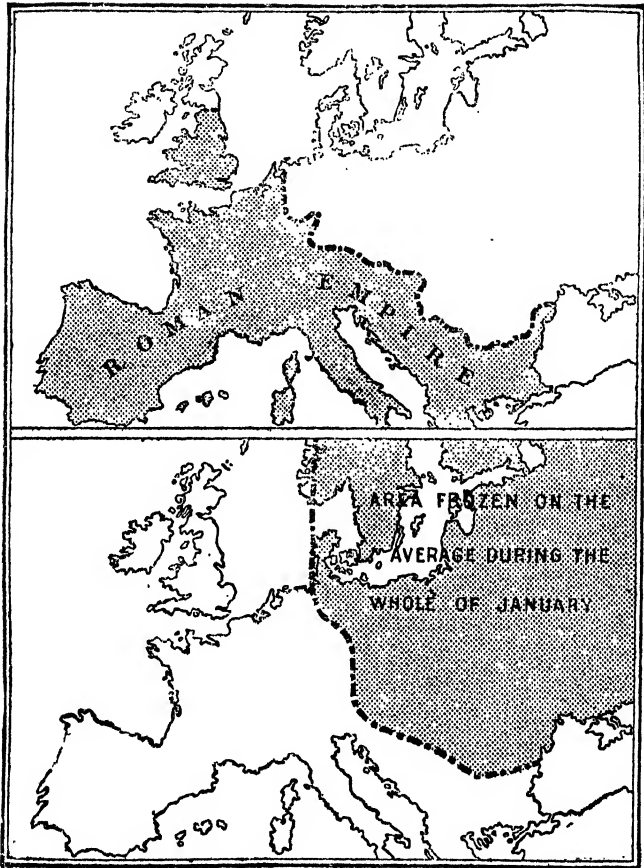 ROMAN EMPIRE
AREA FROZEN ON THE
AVERAGE DURING THE
WHOLE OF JANUARY